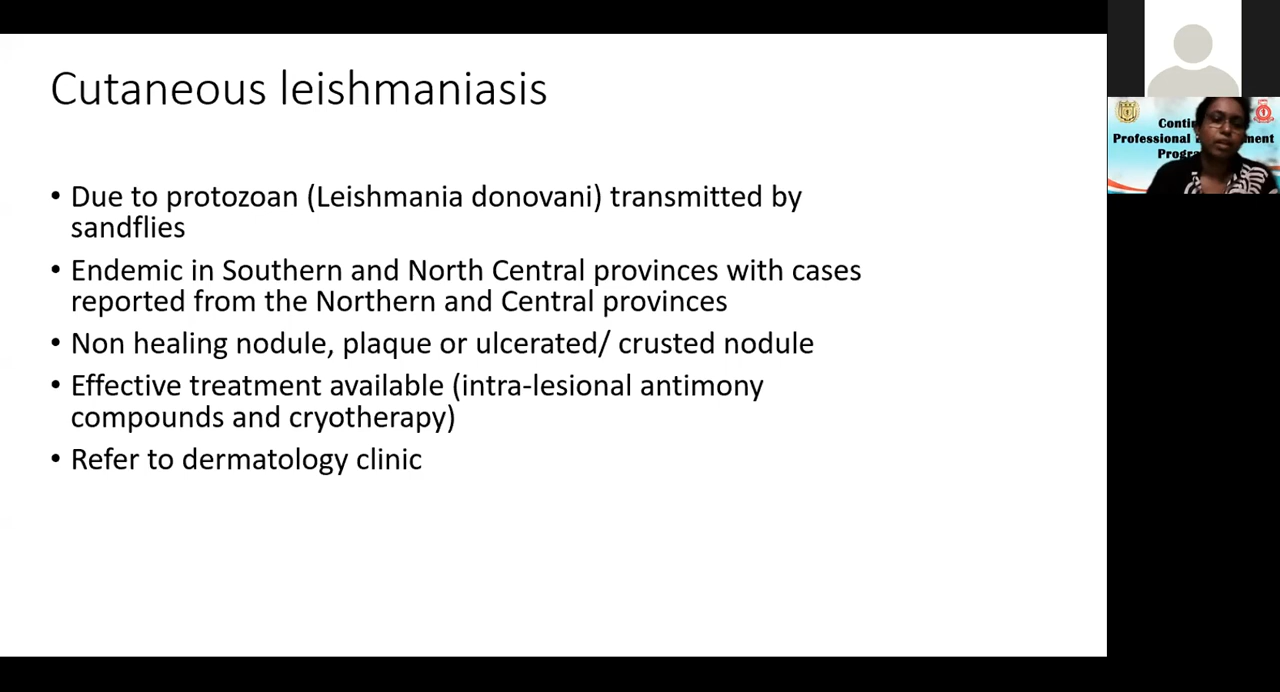 Cutaneous leishmaniasis
• Due to protozoan (Leishmania donovani) transmitted by
sandflies
• Endemic in Southern and North Central provinces with cases
reported from the Northern and Central provinces
• Non healing nodule, plaque or ulcerated/ crusted nodule
• Effective treatment available (intra-lesional antimony
compounds and cryotherapy)
• Refer to dermatology clinic
Professional